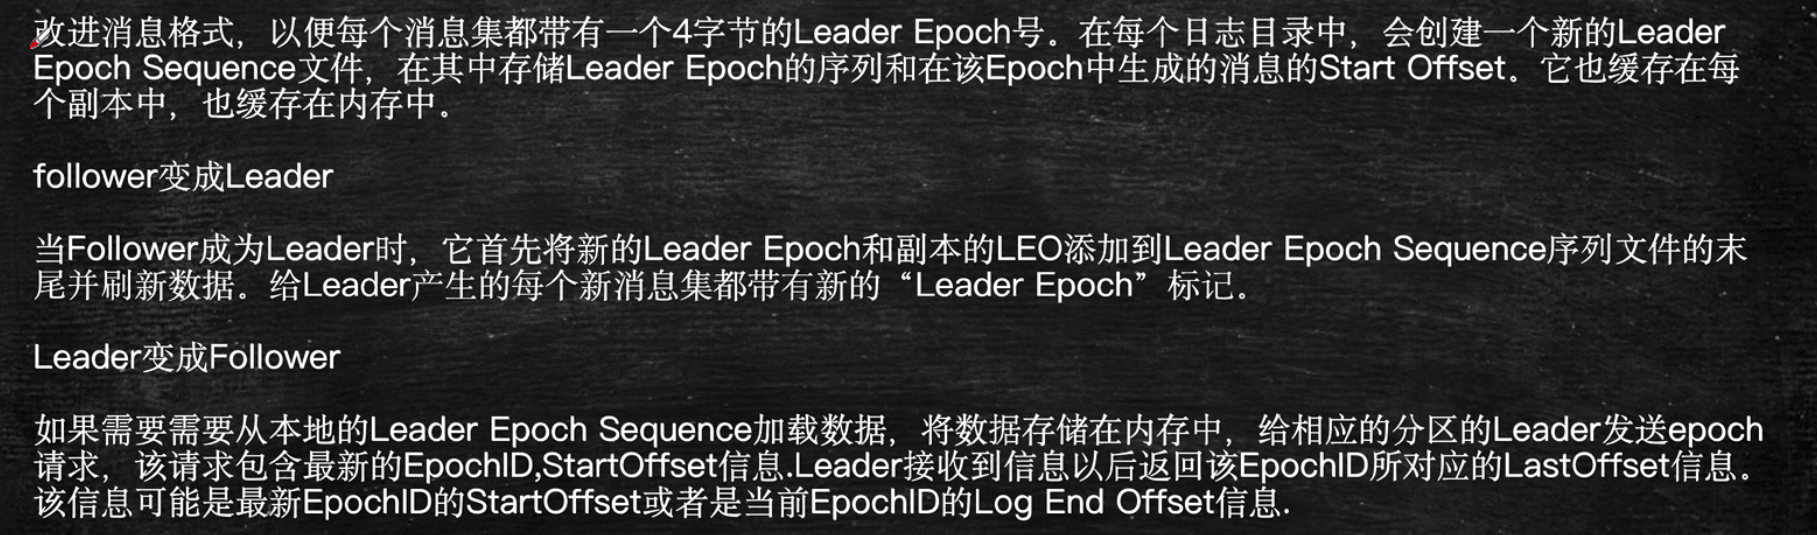 改进消息格式，以便每个消息集都带有一个4字节的Leader Epoch号。在每个日志目录中，会创建一个新的Leader
Epoch Sequence文件，在其中存储Leader Epoch的序列和在该Epoch中生成的消息的Start Offset。它也缓存在每
个副本中，也缓存在内存中。
follower变成Leader
当Follower成为Leader时，它首先将新的Leader Epoch和副本的LEO添加到Leader Epoch Sequence序列文件的末
尾并刷新数据。给Leader产生的每个新消息集都带有新的“Leader Epoch”标记。
Leader变成Follower
如果需要需要从本地的Leader Epoch Sequence加载数据，将数据存储在内存中，给相应的分区的Leader发送epoch
请求，该请求包含最新的EpochID,StartOffset信息.Leader接收到信息以后返回该EpochID所对应的LastOffset信息。
该信息可能是最新EpochID的StartOffset或者是当前EpochID的Log End Offset信息.